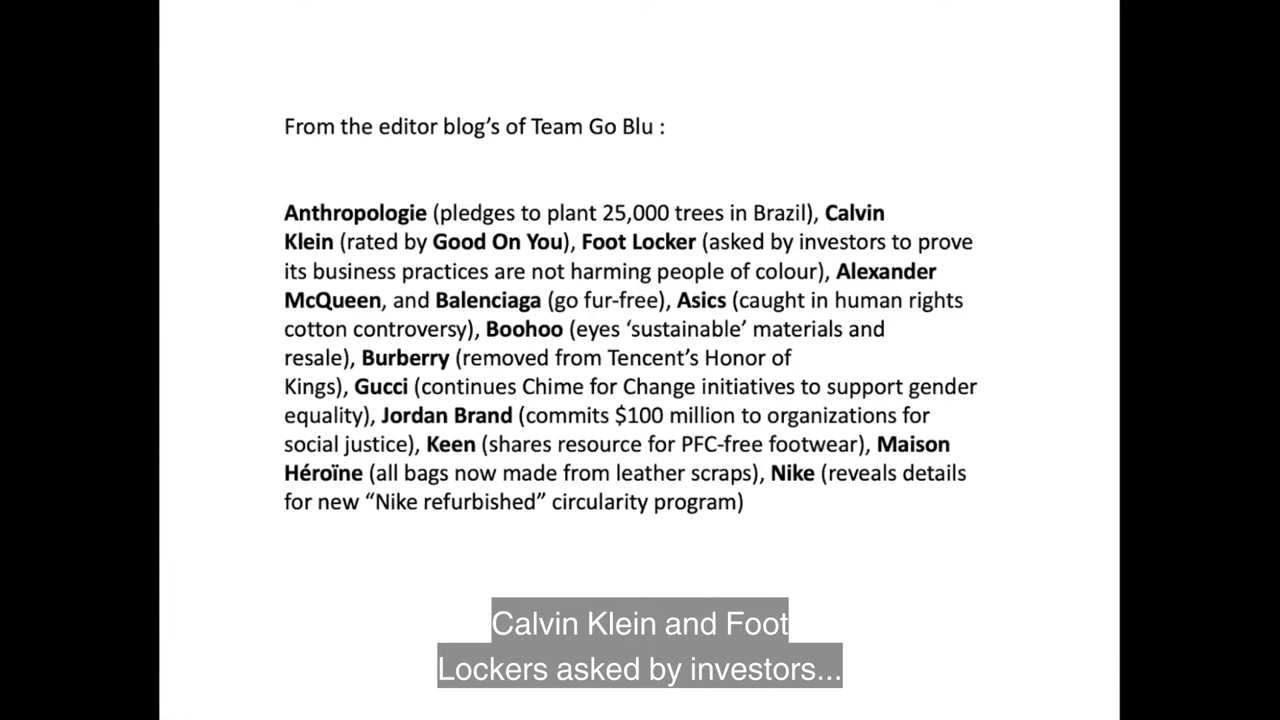 From the editor blog’s of Team Go Blu :
Anthropologie (pledges to plant 25,000 trees in Brazil), Calvin
Klein (rated by Good On You), Foot Locker (asked by investors to prove
its business practices are not harming people of colour), Alexander
McQueen, and Balenciaga (go fur-free), Asics (caught in human rights
cotton controversy), Boohoo (eyes ‘sustainable’ materials and
resale), Burberry (removed from Tencent’s Honor of
Kings), Gucci (continues Chime for Change initiatives to support gender
equality), Jordan Brand (commits $100 million to organizations for
social justice), Keen (shares resource for PFC-free footwear), Maison
Héroïne (all bags now made from leather scraps), Nike (reveals details
for new “Nike refurbished” circularity program)
Calvin Klein and Foot
Lockers asked by investors...